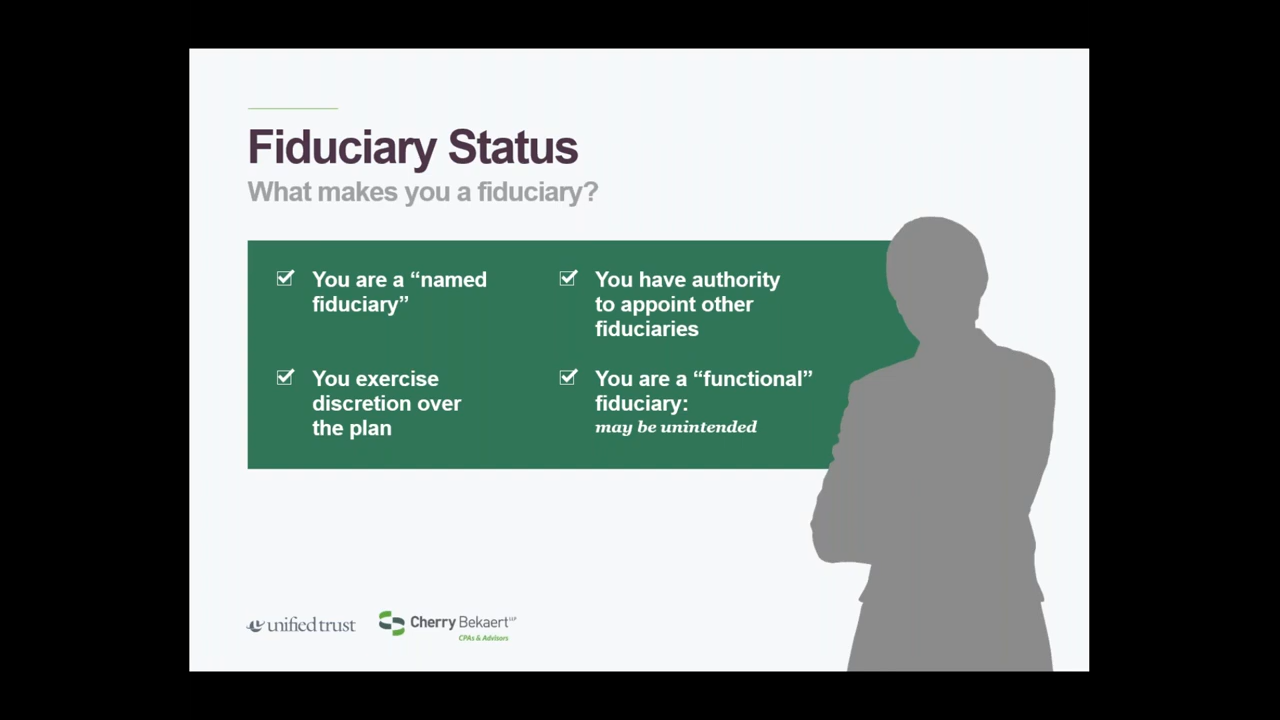 Fiduciary Status
What makes you a fiduciary?
You are a “named
fiduciary”
You have authority
to appoint other
fiduciaries
You exercise
discretion over
the plan
You are a “functional”
fiduciary:
may be unintended
unified trust
Cherry Bekaert LLP
CPAs & Advisors